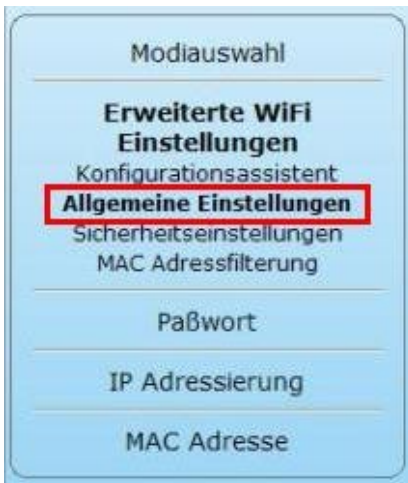 Modiauswahl
Erweiterte WiFi
Einstellungen
Konfigurationsassistent
Allgemeine Einstellungen
Sicherheitseinstellungen
MAC Adressfilterung
Paßwort
IP Adressierung
MAC Adresse